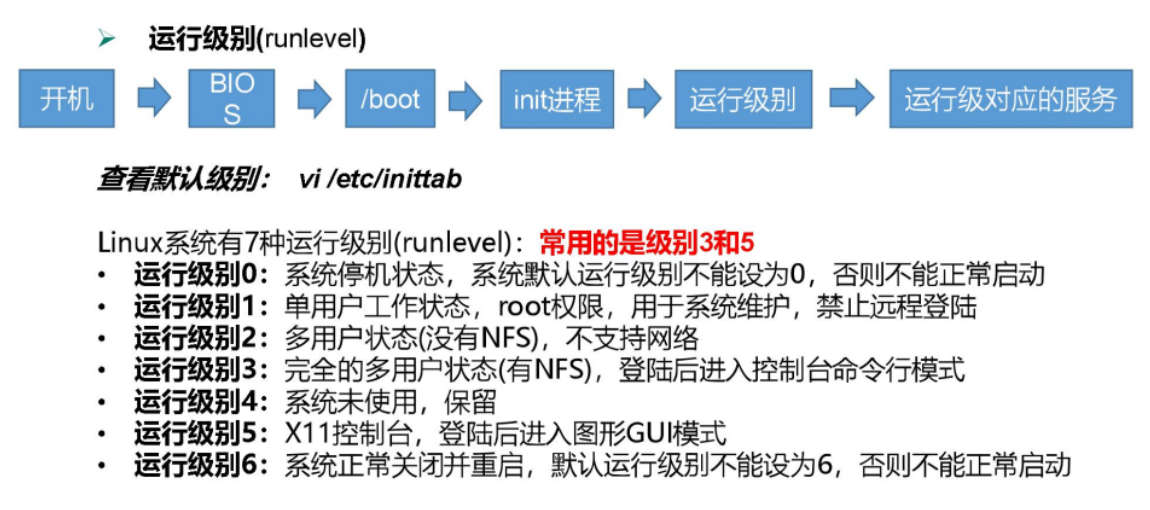 ➢ 运行级别(runlevel)
开机
BIO
S
/boot
init进程
运行级别
运行级对应的服务
查看默认级别： vi /etc/inittab
Linux系统有7种运行级别(runlevel)：常用的是级别3和5
• 运行级别0：系统停机状态，系统默认运行级别不能设为0，否则不能正常启动
• 运行级别1：单用户工作状态，root权限，用于系统维护，禁止远程登陆
• 运行级别2：多用户状态(没有NFS)，不支持网络
• 运行级别3：完全的多用户状态(有NFS)，登陆后进入控制台命令行模式
• 运行级别4：系统未使用，保留
• 运行级别5：X11控制台，登陆后进入图形GUI模式
• 运行级别6：系统正常关闭并重启，默认运行级别不能设为6，否则不能正常启动